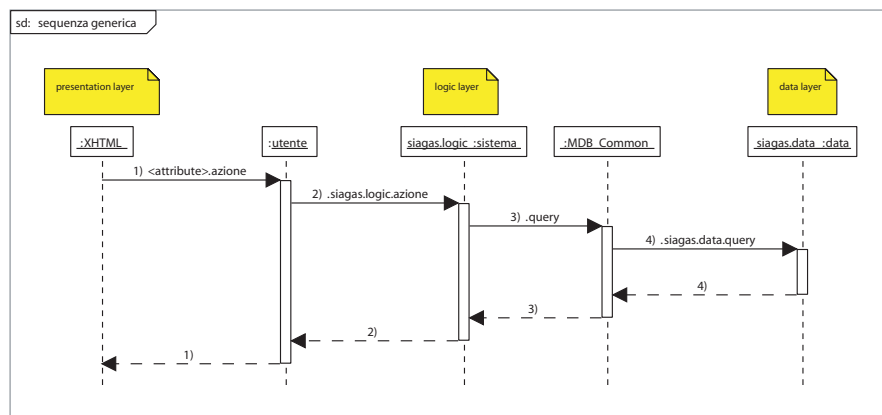 sd: sequenza generica
presentation layer
logic layer
data layer
:XHTML
:utente
siagas.logic :sistema
:MDB_Common
siagas.data :data
1) <attribute>.azione
2) .siagas.logic.azione
3) .query
4) .siagas.data.query
4)
3)
2)
1)